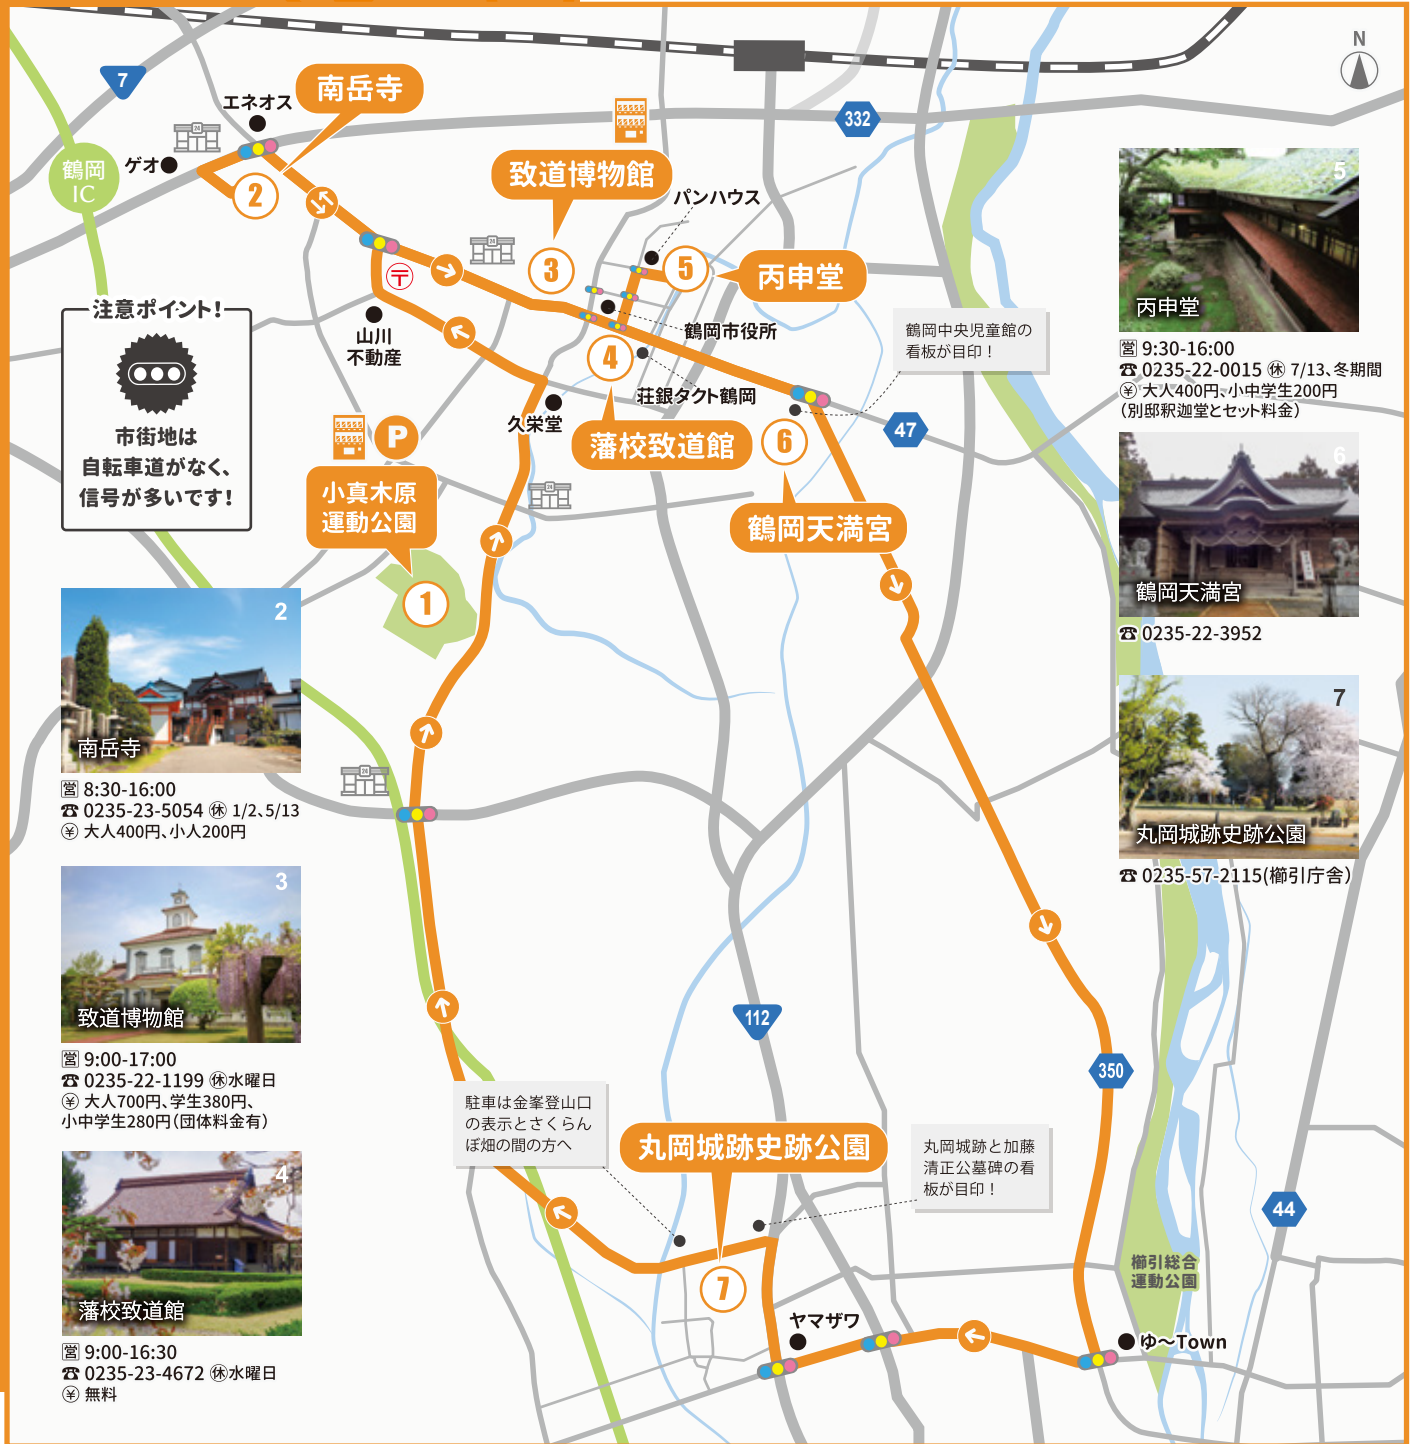 N
7
エネオス
南岳寺
24
332
ゲオ
鶴岡
IC
2
致道博物館
パンハウス
24
3
5
丙申堂
〒
注意ポイント！
市街地は
自転車道がなく、
信号が多いです！
山川
不動産
鶴岡市役所
4
荘銀タクト鶴岡
鶴岡中央児童館の
看板が目印！
久栄堂
藩校致道館
6
47
P
24
小真木原
運動公園
鶴岡天満宮
1
24
112
350
駐車は金峯登山口
の表示とさくらん
ぼ畑の間の方へ
丸岡城跡史跡公園
丸岡城跡と加藤
清正公墓碑の看
板が目印！
44
7
櫛引総合
運動公園
ヤマザワ
ゆ〜Town
2
南岳寺
営 8:30-16:00
☎ 0235-23-5054 休 1/2、5/13
¥ 大人400円、小人200円
3
致道博物館
営 9:00-17:00
☎ 0235-22-1199 休水曜日
¥ 大人700円、学生380円、
小中学生280円（団体料金有）
4
藩校致道館
営 9:00-16:30
☎ 0235-23-4672 休水曜日
¥ 無料
5
丙申堂
営 9:30-16:00
☎ 0235-22-0015 休 7/13、冬期間
¥ 大人400円、小中学生200円
（別邸釈迦堂とセット料金）
6
鶴岡天満宮
☎ 0235-22-3952
7
丸岡城跡史跡公園
☎ 0235-57-2115(櫛引庁舎）